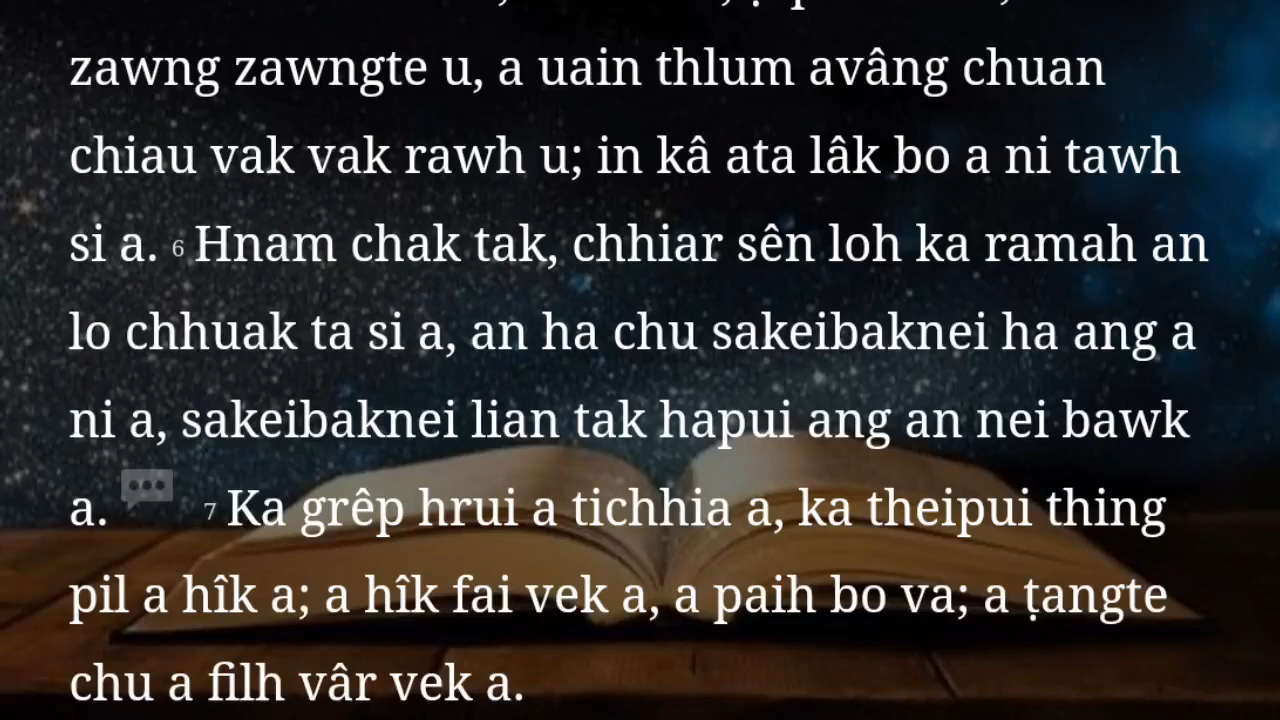 zawng zawngte u, a uain thlum avâng chuan
chiau vak vak rawh u; in kâ ata lâk bo a ni tawh
si a. 6 Hnam chak tak, chhiar sên loh ka ramah an
lo chhuak ta si a, an ha chu sakeibaknei ha ang a
ni a, sakeibaknei lian tak hapui ang an nei bawk
a. 7 Ka grêp hrui a tichhia a, ka theipui thing
pil a hîk a; a hîk fai vek a, a paih bo va; a ṭangte
chu a filh vâr vek a.